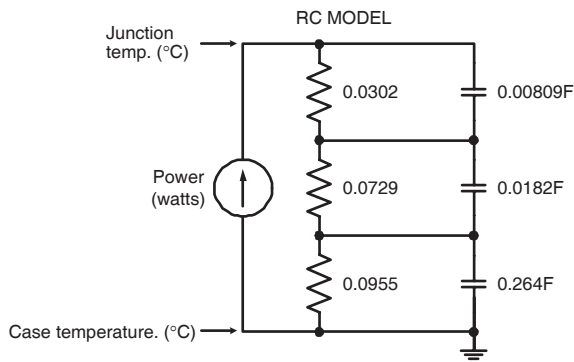 RC MODEL
Junction
temp. (°C)
0.0302
0.00809F
Power
(watts)
0.0729
0.0182F
0.0955
0.264F
Case temperature. (°C)